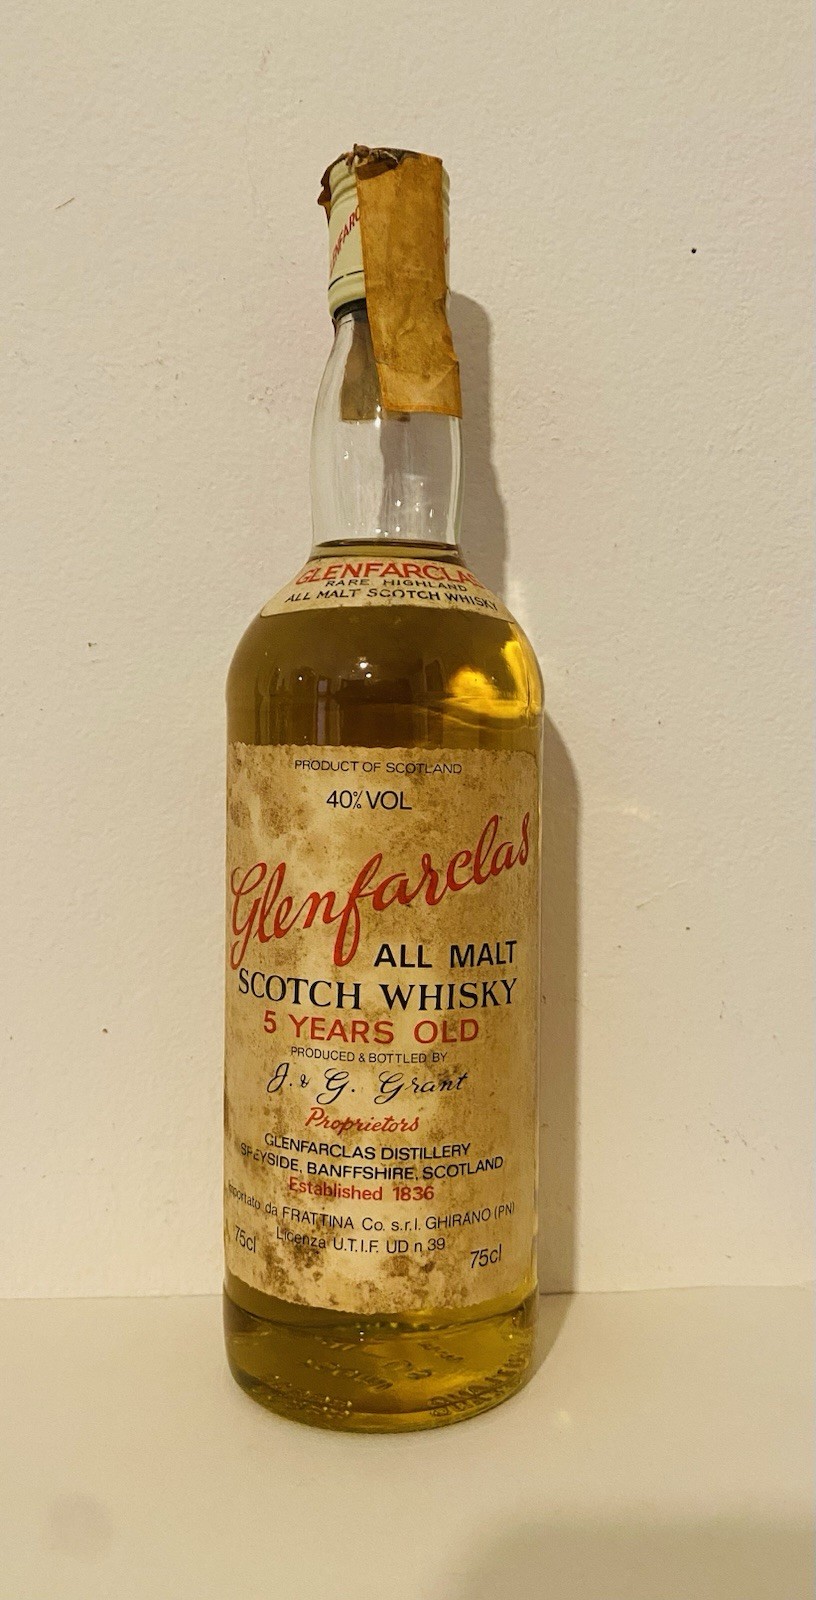 GLENFARCLAS
RARE HIGHLAND
ALL MALT SCOTCH WHISKY
PRODUCT OF SCOTLAND
40% VOL
Glenfarclas
ALL MALT
SCOTCH WHISKY
5 YEARS OLD
PRODUCED & BOTTLED BY
J. & G. Grant
Proprietors
GLENFARCLAS DISTILLERY
SPEYSIDE, BANFFSHIRE, SCOTLAND
Established 1836
Importato da FRATTINA Co. s.r.l. GHIRANO (PN)
Licenza U.T.I.F. UD n 39
75cl 75cl